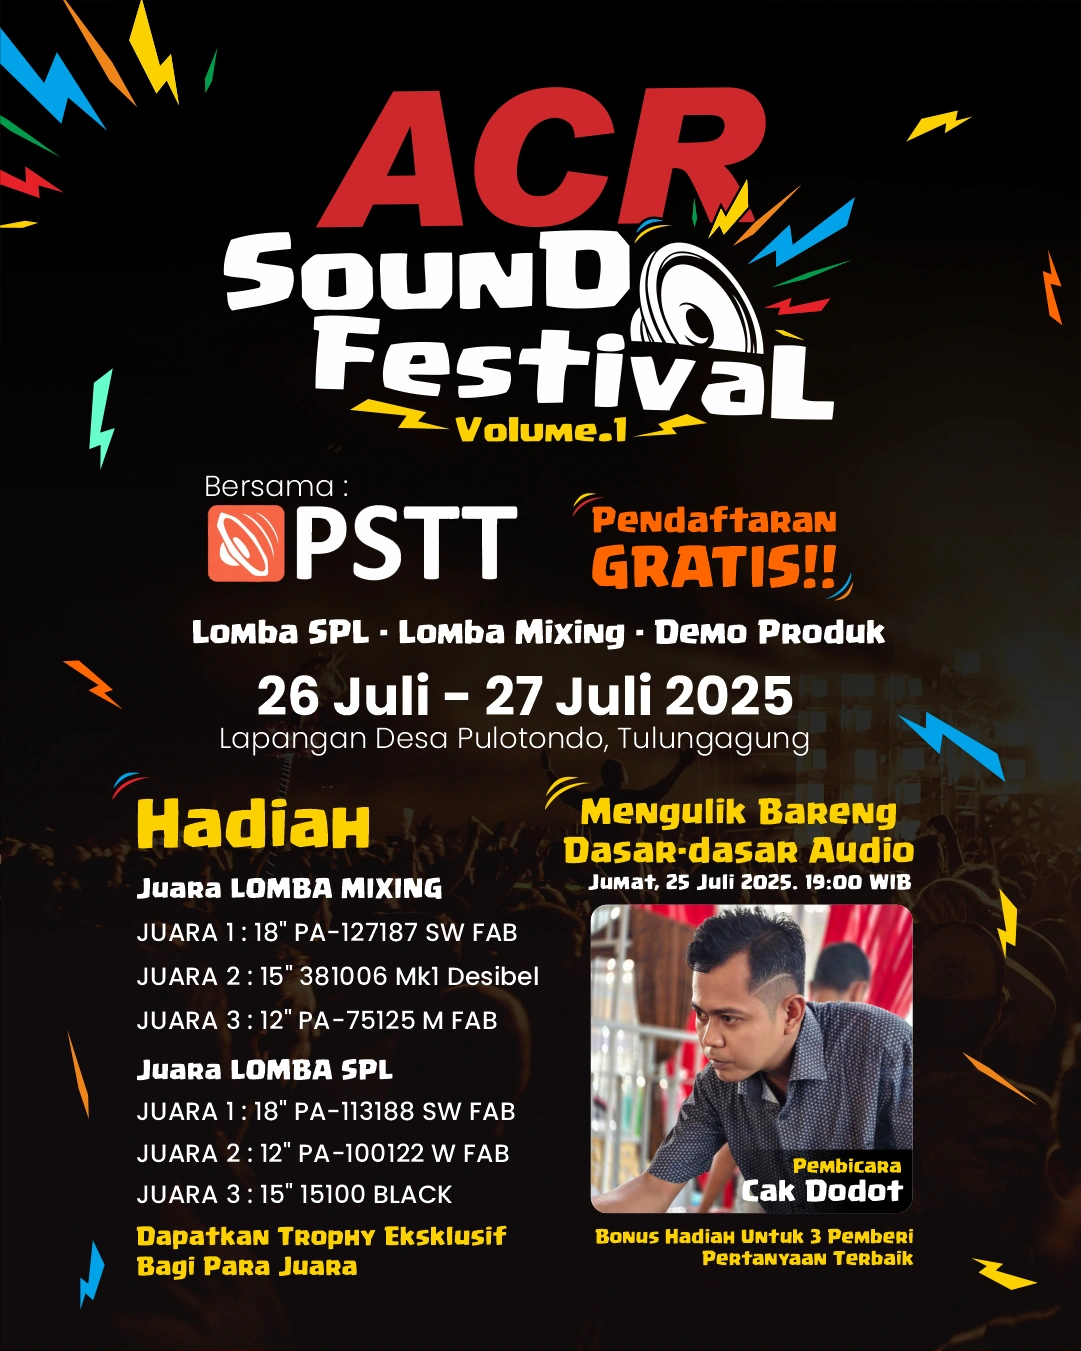 ACR
Sound
Festival
Volume.1
Bersama :
PSTT
Pendaftaran
GRATIS!!
Lomba SPL · Lomba Mixing · Demo Produk
26 Juli – 27 Juli 2025
Lapangan Desa Pulotondo, Tulungagung
Hadiah
Juara LOMBA MIXING
JUARA 1 : 18" PA-127187 SW FAB
JUARA 2 : 15" 381006 Mk1 Desibel
JUARA 3 : 12" PA-75125 M FAB
Juara LOMBA SPL
JUARA 1 : 18" PA-113188 SW FAB
JUARA 2 : 12" PA-100122 W FAB
JUARA 3 : 15" 15100 BLACK
Dapatkan Trophy Eksklusif
Bagi Para Juara
Mengulik Bareng
Dasar-dasar Audio
Jumat, 25 Juli 2025. 19:00 WIB
Pembicara
Cak Dodot
Bonus Hadiah Untuk 3 Pemberi
Pertanyaan Terbaik